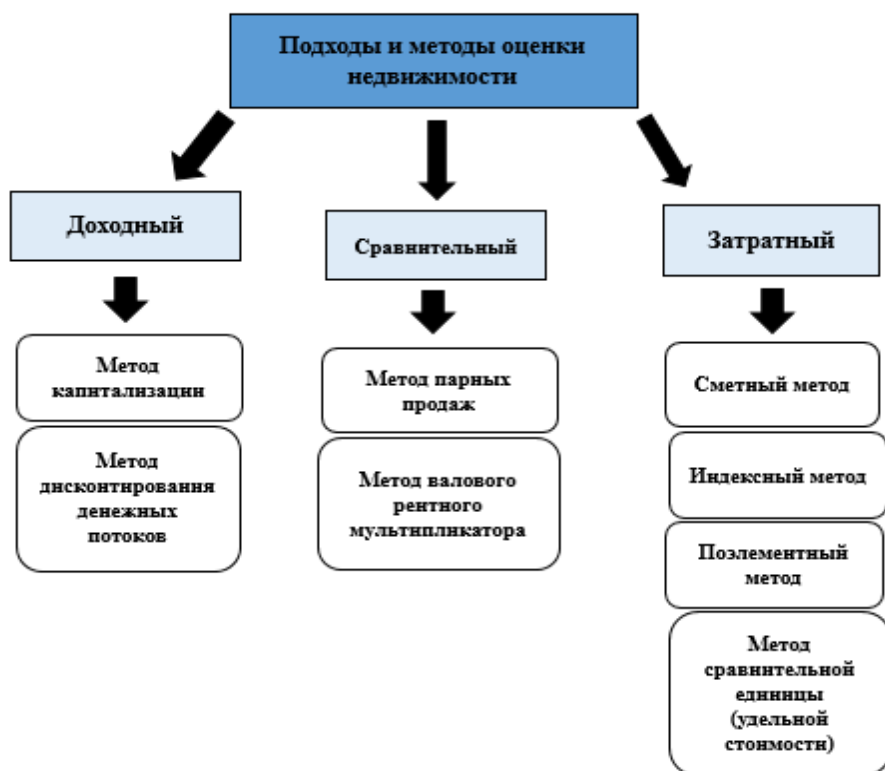 Подходы и методы оценки
недвижимости
Доходный
Сравнительный
Затратный
Метод
капитализации
Метод
дисконтирования
денежных
потоков
Метод парных
продаж
Метод валового
рентного
мультипликатора
Сметный метод
Индексный метод
Поэлементный
метод
Метод
сравнительной
единицы
(удельной
стоимости)